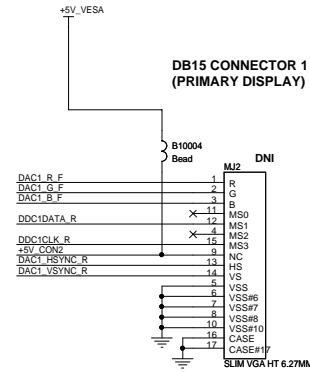 +5V_VESA
DB15 CONNECTOR 1
(PRIMARY DISPLAY)
B10004
Bead
DNI
MJ2
DAC1_R_F 1 R
DAC1_G_F 2 G
DAC1_B_F 3 B
11 MS0
DDC1DATA_R 12 MS1
4 MS2
DDC1CLK_R 15 MS3
+5V_CON2 9 NC
DAC1_HSYNC_R 13 HS
DAC1_VSYNC_R 14 VS
5 VSS
6 VSS#6
7 VSS#7
8 VSS#8
10 VSS#10
16 CASE
17 CASE#17
SLIM VGA HT 6.27MM